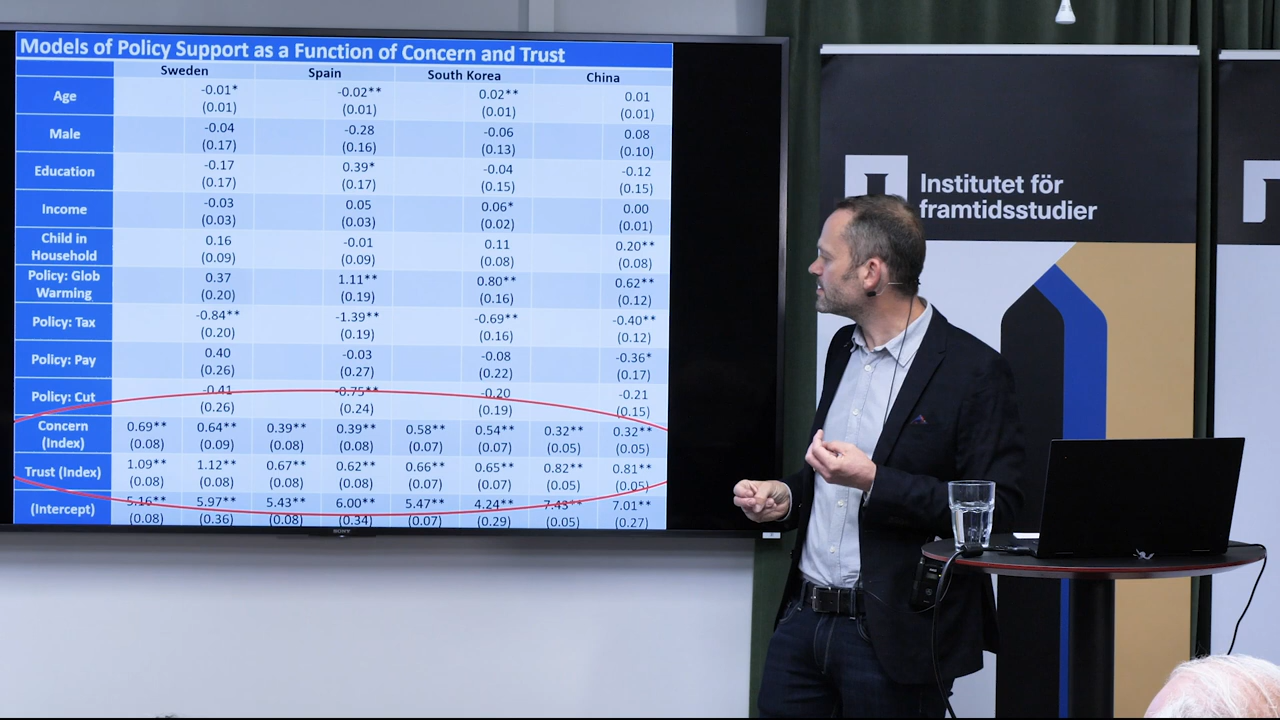 Models of Policy Support as a Function of Concern and Trust
Sweden Spain South Korea China
Age -0.01* -0.02** 0.02** 0.01
(0.01) (0.01) (0.01) (0.01)
Male -0.04 -0.28 -0.06 0.08
(0.17) (0.16) (0.13) (0.10)
Education -0.17 0.39* -0.04 -0.12
(0.17) (0.17) (0.15) (0.15)
Income -0.03 0.05 0.06* 0.00
(0.03) (0.03) (0.02) (0.01)
Child in Household 0.16 -0.01 0.11 0.20**
(0.09) (0.09) (0.08) (0.08)
Policy: Glob Warming 0.37 1.11** 0.80** 0.62**
(0.20) (0.19) (0.16) (0.12)
Policy: Tax -0.84** -1.39** -0.69** -0.40**
(0.20) (0.19) (0.16) (0.12)
Policy: Pay 0.40 -0.03 -0.08 -0.36*
(0.26) (0.27) (0.22) (0.17)
Policy: Cut -0.41 -0.75** -0.20 -0.21
(0.26) (0.24) (0.19) (0.15)
Concern (Index) 0.69** 0.64** 0.39** 0.39** 0.58** 0.54** 0.32** 0.32**
(0.08) (0.09) (0.08) (0.08) (0.07) (0.07) (0.05) (0.05)
Trust (Index) 1.09** 1.12** 0.67** 0.62** 0.66** 0.65** 0.82** 0.81**
(0.08) (0.08) (0.08) (0.08) (0.07) (0.07) (0.05) (0.05)
(Intercept) 5.16** 5.97** 5.43** 6.00** 5.47** 4.24** 7.43** 7.01**
(0.08) (0.36) (0.08) (0.34) (0.07) (0.29) (0.05) (0.27)
SONY
Institutet för
framtidsstudier